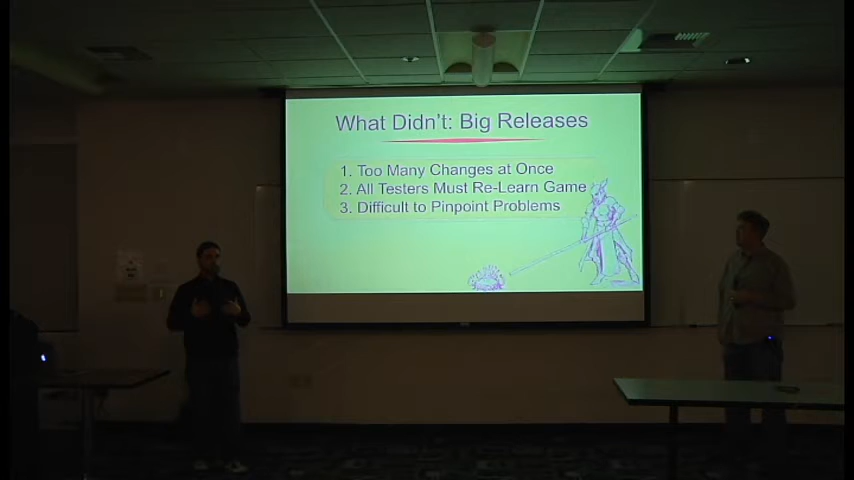 What Didn't: Big Releases
1. Too Many Changes at Once
2. All Testers Must Re-Learn Game
3. Difficult to Pinpoint Problems